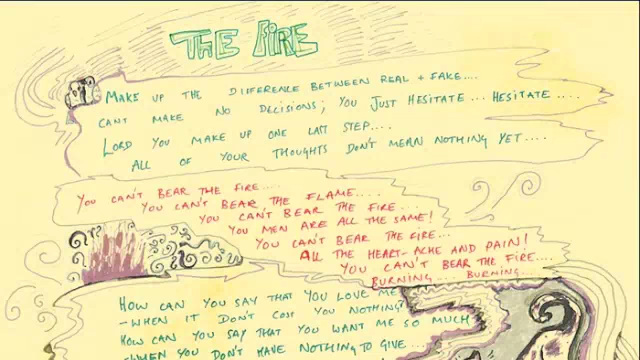 THE FIRE
MAKE UP THE DIFFERENCE BETWEEN REAL + FAKE....
CANT MAKE NO DECISIONS; YOU JUST HESITATE... HESITATE ....
LORD YOU MAKE UP ONE LAST STEP....
ALL OF YOUR THOUGHTS DON'T MEAN NOTHING YET....
YOU CAN'T BEAR THE FIRE....
YOU CAN'T BEAR THE FLAME....
YOU CAN'T BEAR THE FIRE...
YOU MEN ARE ALL THE SAME!
YOU CAN'T BEAR THE FIRE...
ALL THE HEART-ACHE AND PAIN!
YOU CAN'T BEAR THE FIRE....
BURNING.... BURNING....
HOW CAN YOU SAY THAT YOU LOVE ME
-WHEN IT DON'T COST YOU NOTHING
HOW CAN YOU SAY THAT YOU WANT ME SO MUCH
-WHEN YOU DON'T HAVE NOTHING TO GIVE...